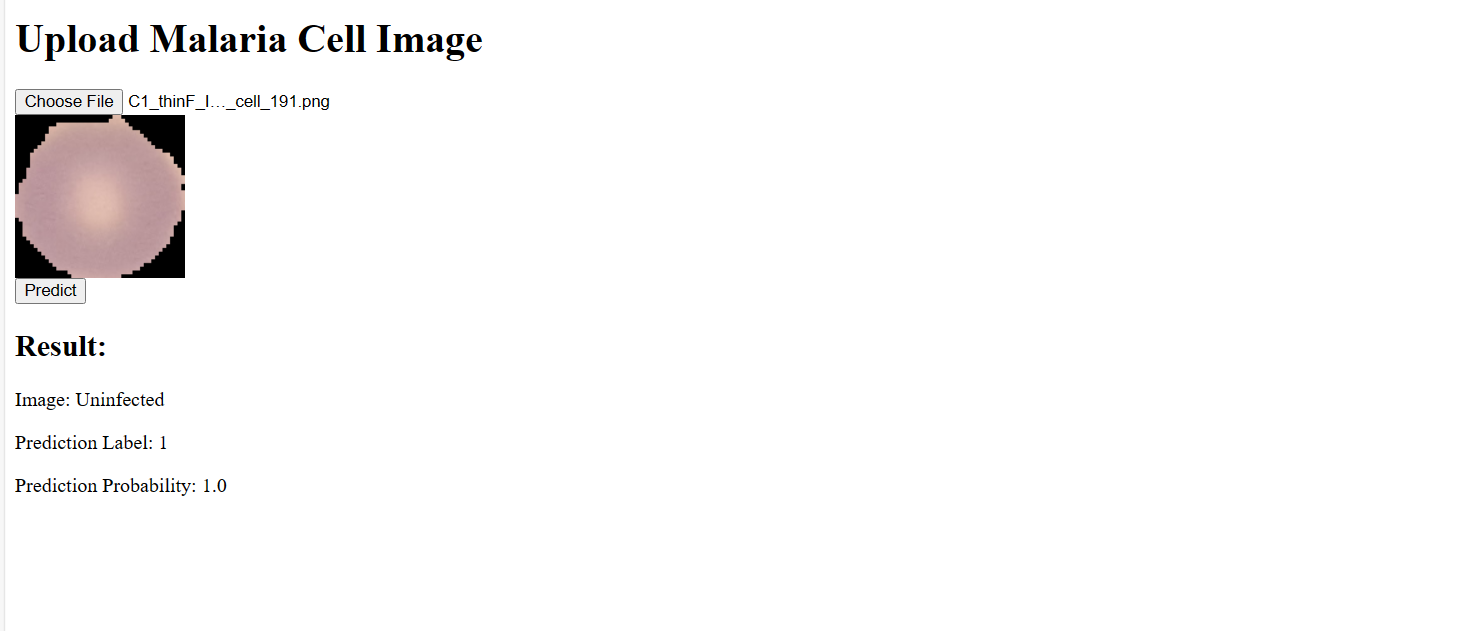 Upload Malaria Cell Image
Choose File C1_thinF_I…_cell_191.png
Predict
Result:
Image: Uninfected
Prediction Label: 1
Prediction Probability: 1.0